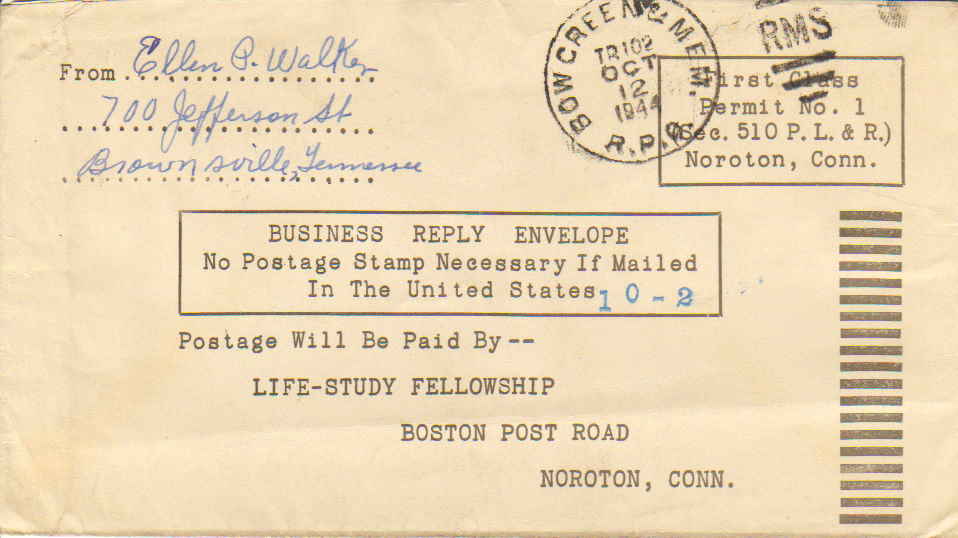 From Ellen P. Walker
700 Jefferson St
Brownsville, Tennessee
BOWL GREEN & MEM.
TR 102
OCT
12
1944
R.P.O.
RMS
First Class
Permit No. 1
(Sec. 510 P. L. & R.)
Noroton, Conn.
BUSINESS REPLY ENVELOPE
No Postage Stamp Necessary If Mailed
In The United States
10-2
Postage Will Be Paid By --
LIFE-STUDY FELLOWSHIP
BOSTON POST ROAD
NOROTON, CONN.